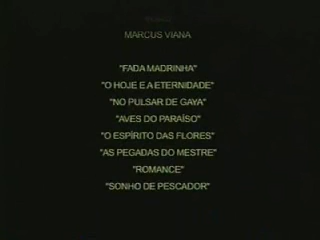 MARCUS VIANA
"FADA MADRINHA"
"O HOJE E A ETERNIDADE"
"NO PULSAR DE GAYA"
"AVES DO PARAÍSO"
"O ESPÍRITO DAS FLORES"
"AS PEGADAS DO MESTRE"
"ROMANCE"
"SONHO DE PESCADOR"